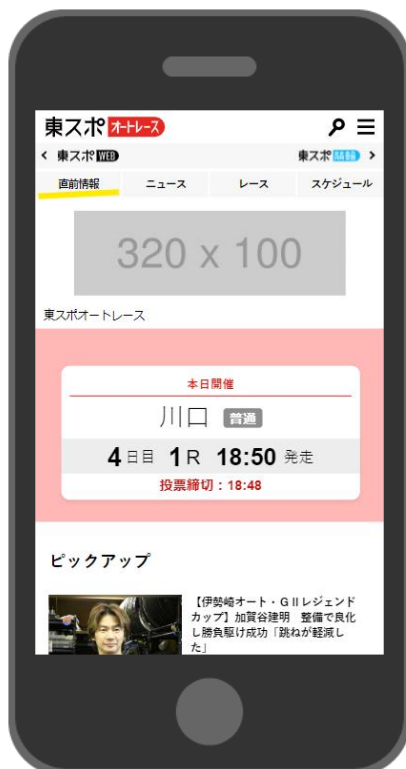 東スポ オートレース
東スポWEB 東スポ
直前情報 ニュース レース スケジュール
320 x 100
東スポオートレース
本日開催
川口 普通
4日目 1R 18:50 発走
投票締切：18:48
ピックアップ
【伊勢崎オート・GⅡレジェンド
カップ】加賀谷建明 整備で良化
し勝負駆け成功「跳ねが軽減し
た」